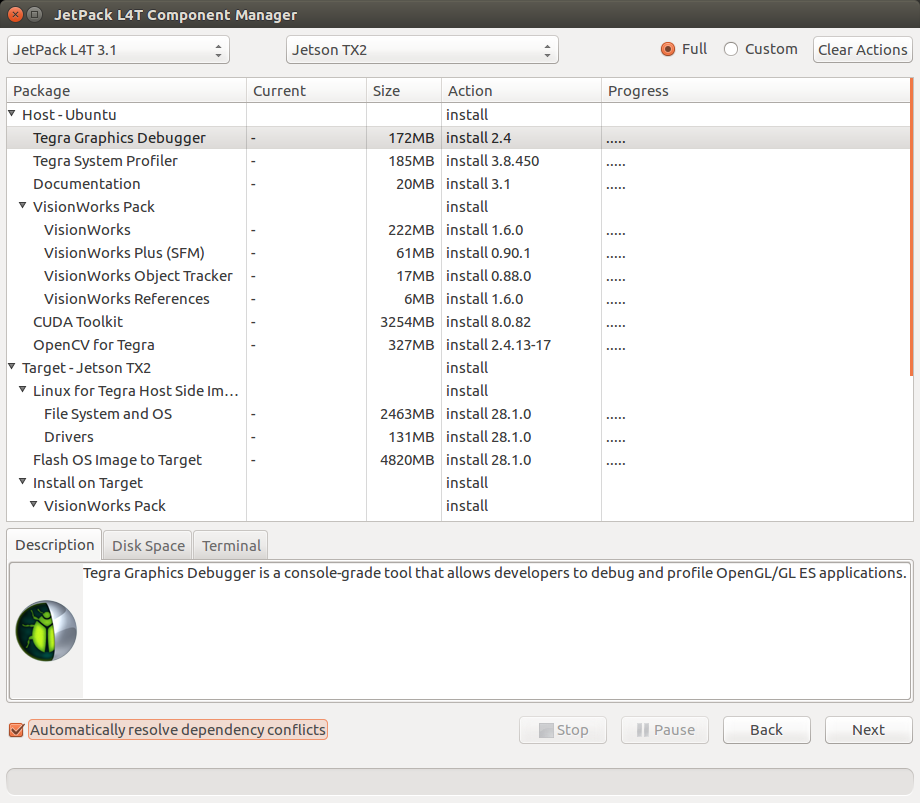 JetPack L4T Component Manager
JetPack L4T 3.1 Jetson TX2 Full Custom Clear Actions
Package Current Size Action Progress
Host - Ubuntu install
Tegra Graphics Debugger - 172MB install 2.4 .....
Tegra System Profiler - 185MB install 3.8.450 .....
Documentation - 20MB install 3.1 .....
VisionWorks Pack install
VisionWorks - 222MB install 1.6.0 .....
VisionWorks Plus (SFM) - 61MB install 0.90.1 .....
VisionWorks Object Tracker - 17MB install 0.88.0 .....
VisionWorks References - 6MB install 1.6.0 .....
CUDA Toolkit - 3254MB install 8.0.82 .....
OpenCV for Tegra - 327MB install 2.4.13-17 .....
Target - Jetson TX2 install
Linux for Tegra Host Side Im... install
File System and OS - 2463MB install 28.1.0 .....
Drivers - 131MB install 28.1.0 .....
Flash OS Image to Target - 4820MB install 28.1.0 .....
Install on Target install
VisionWorks Pack install
Description Disk Space Terminal
Tegra Graphics Debugger is a console-grade tool that allows developers to debug and profile OpenGL/GL ES applications.
Automatically resolve dependency conflicts Stop Pause Back Next